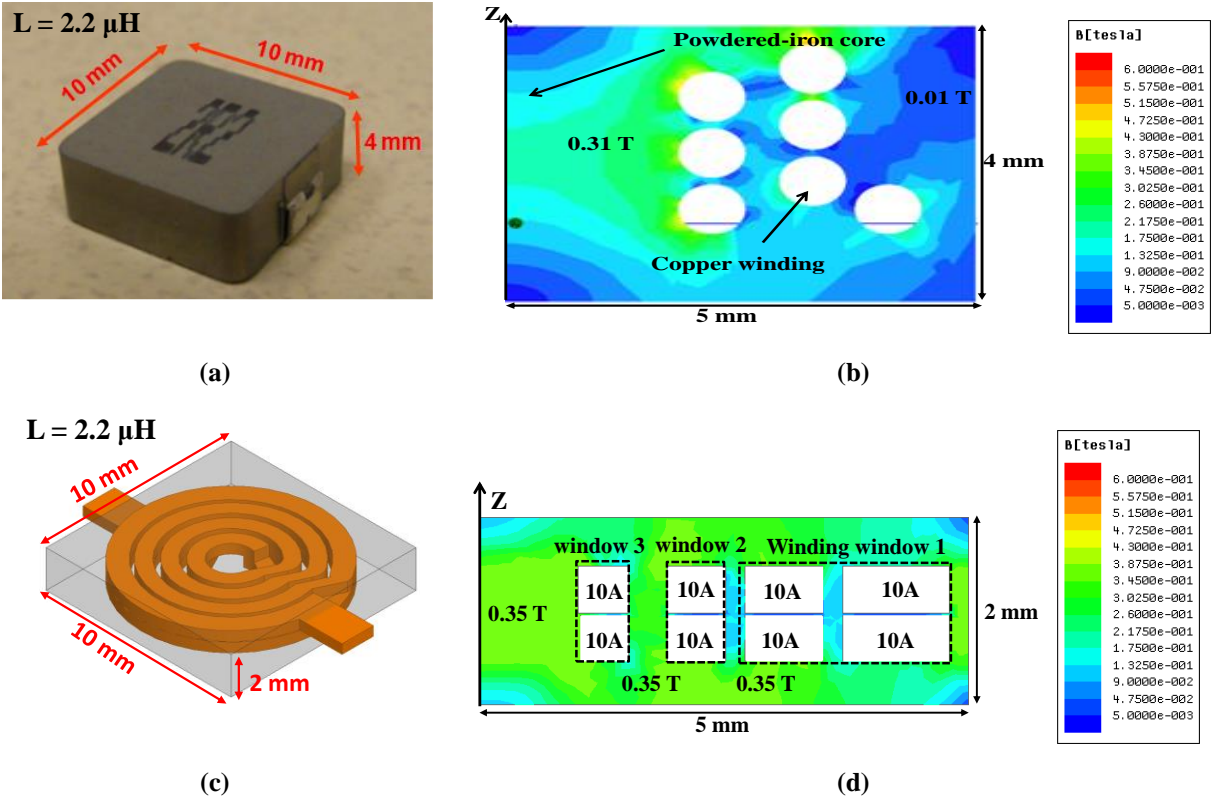 L = 2.2 μH
10 mm
10 mm
4 mm
(a)
Z
Powdered-iron core
0.01 T
0.31 T
4 mm
Copper winding
5 mm
B[tesla]
6.0000e-001
5.5750e-001
5.1500e-001
4.7250e-001
4.3000e-001
3.8750e-001
3.4500e-001
3.0250e-001
2.6000e-001
2.1750e-001
1.7500e-001
1.3250e-001
9.0000e-002
4.7500e-002
5.0000e-003
(b)
L = 2.2 μH
10 mm
10 mm
2 mm
(c)
Z
window 3
window 2
Winding window 1
10A
10A
10A
10A
0.35 T
10A
10A
10A
10A
2 mm
0.35 T
0.35 T
5 mm
B[tesla]
6.0000e-001
5.5750e-001
5.1500e-001
4.7250e-001
4.3000e-001
3.8750e-001
3.4500e-001
3.0250e-001
2.6000e-001
2.1750e-001
1.7500e-001
1.3250e-001
9.0000e-002
4.7500e-002
5.0000e-003
(d)